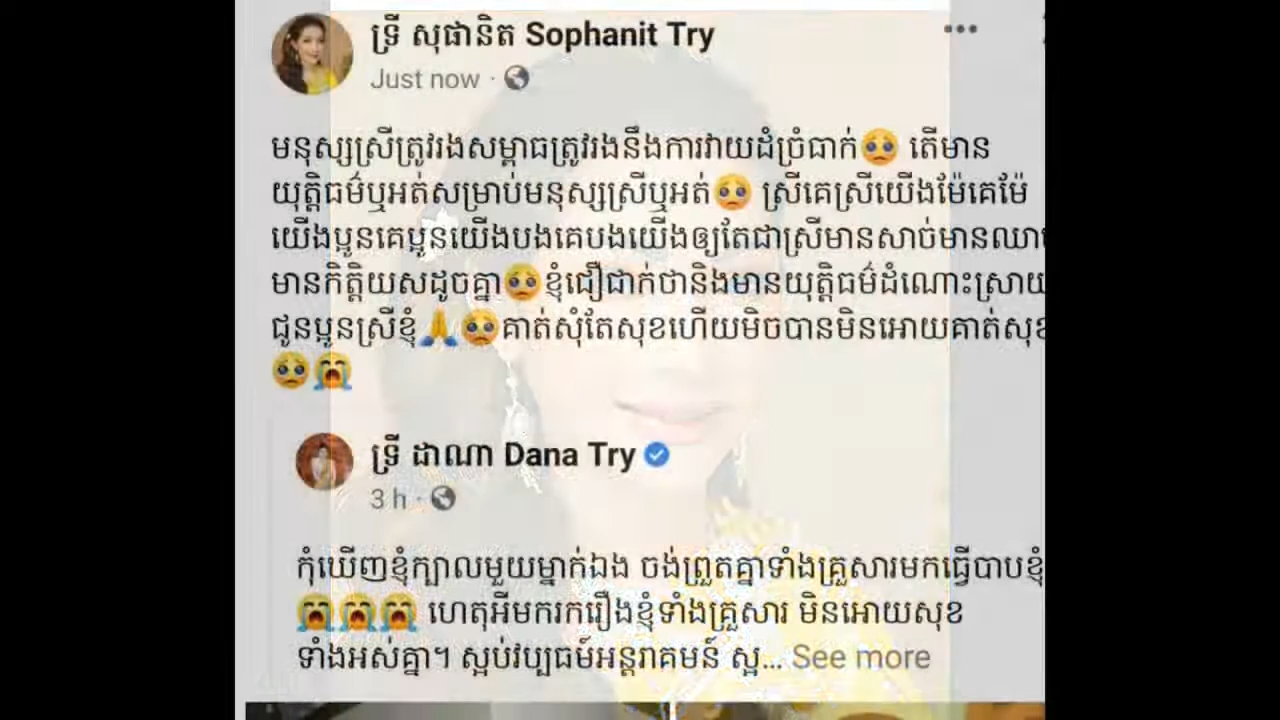 ទ្រី សុផានិត Sophanit Try
Just now ·
មនុស្សស្រីត្រូវរងសម្ពាធត្រូវរងនឹងការវាយដំច្រំធាក់🥺 តើមាន
យុត្តិធម៌ឬអត់សម្រាប់មនុស្សស្រីឬអត់🥺 ស្រីគេស្រីយើងម៉ែគេម៉ែ
យើងប្អូនគេប្អូនយើងបងគេបងយើងឲ្យតែជាស្រីមានសាច់មានឈាម
មានកិត្តិយសដូចគ្នា🥺ខ្ញុំជឿជាក់ថានិងមានយុត្តិធម៌ដំណោះស្រាយ
ជូនប្អូនស្រីខ្ញុំ🙏🥺គាត់សុំតែសុខហើយមិចបានមិនអោយគាត់សុខ
🥺😭
ទ្រី ដាណា Dana Try
3 h ·
កុំឃើញខ្ញុំក្បាលមួយម្នាក់ឯង ចង់ព្រួតគ្នាទាំងគ្រួសារមកធ្វើបាបខ្ញុំ
😭😭😭 ហេតុអីមករករឿងខ្ញុំទាំងគ្រួសារ មិនអោយសុខ
ទាំងអស់គ្នា។ ស្អប់វប្បធម៍អន្តរាគមន៍ ស្អ... See more